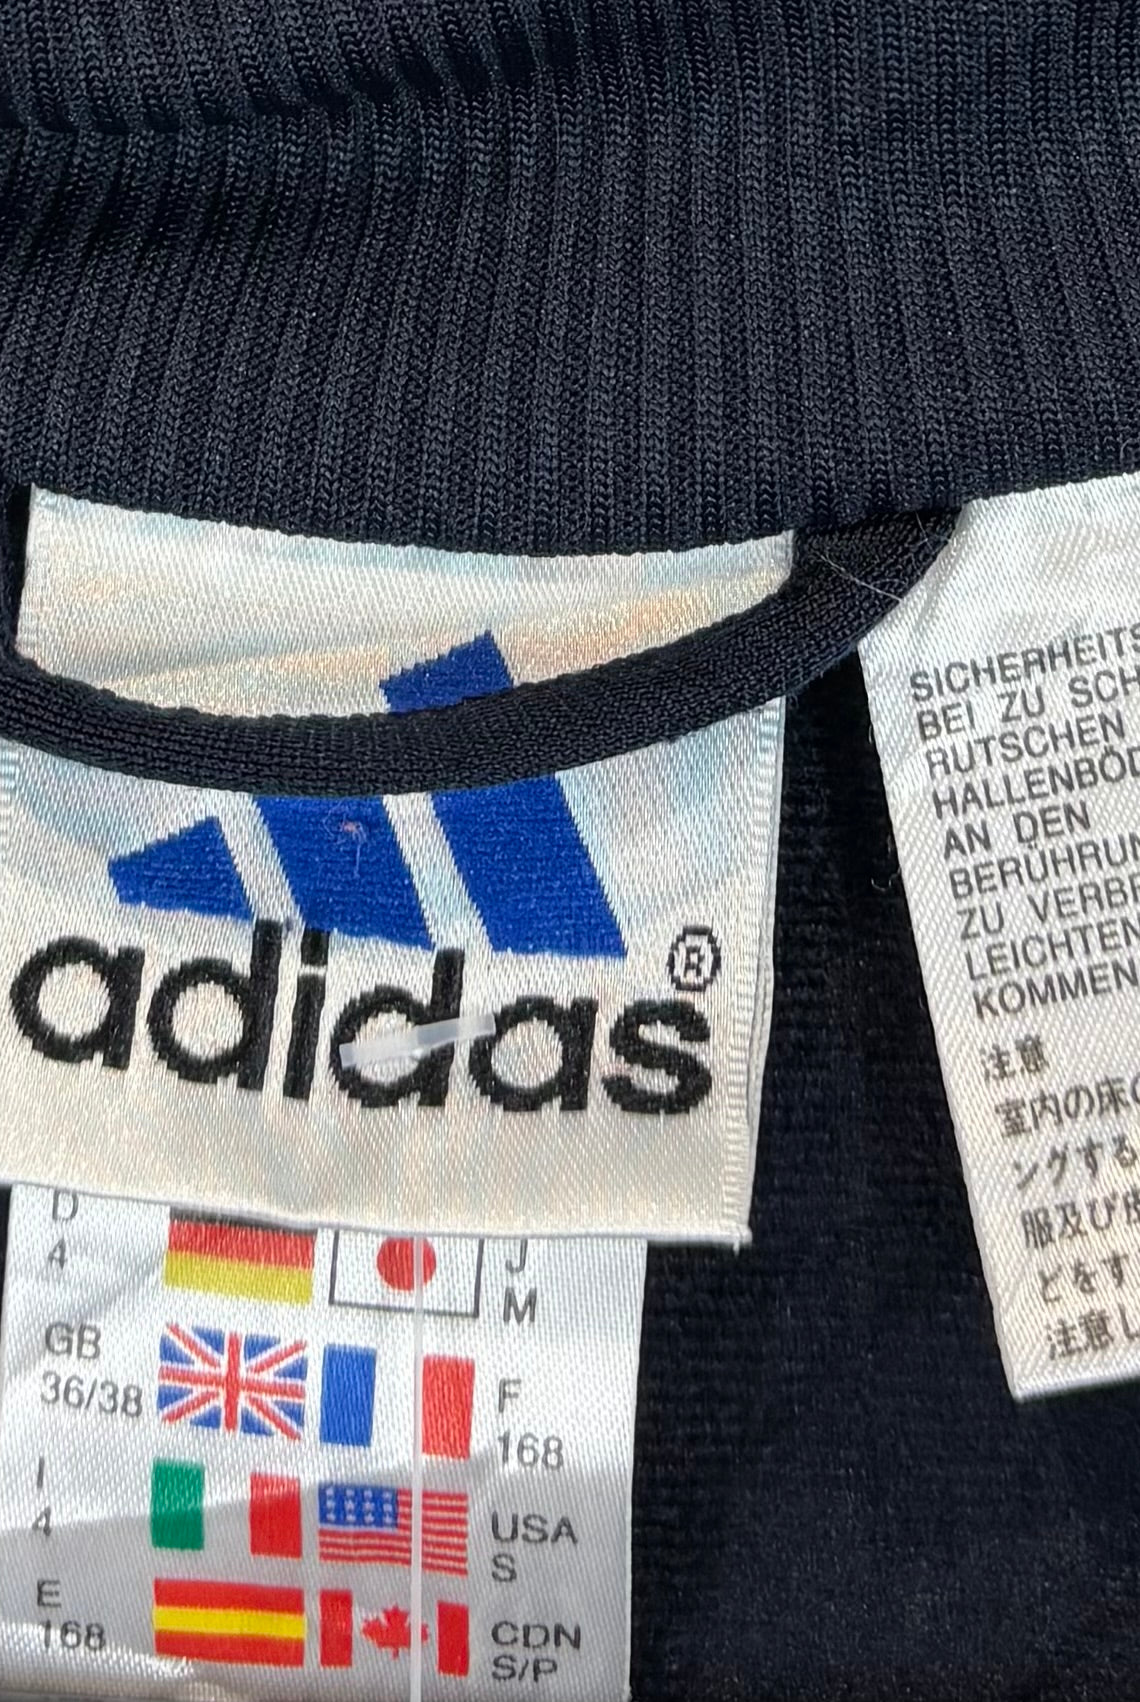 adidas®
D
4
J
M
GB
36/38
F
168
I
4
USA
S
E
168
CDN
S/P
SICHERHEITS
BEI ZU SCH
RUTSCHEN
HALLENBÖD
AN DEN
BERÜHRUN
ZU VERBR
LEICHTEN
KOMMEN
注意
室内の床
ングする
服及び
どをす
注意し